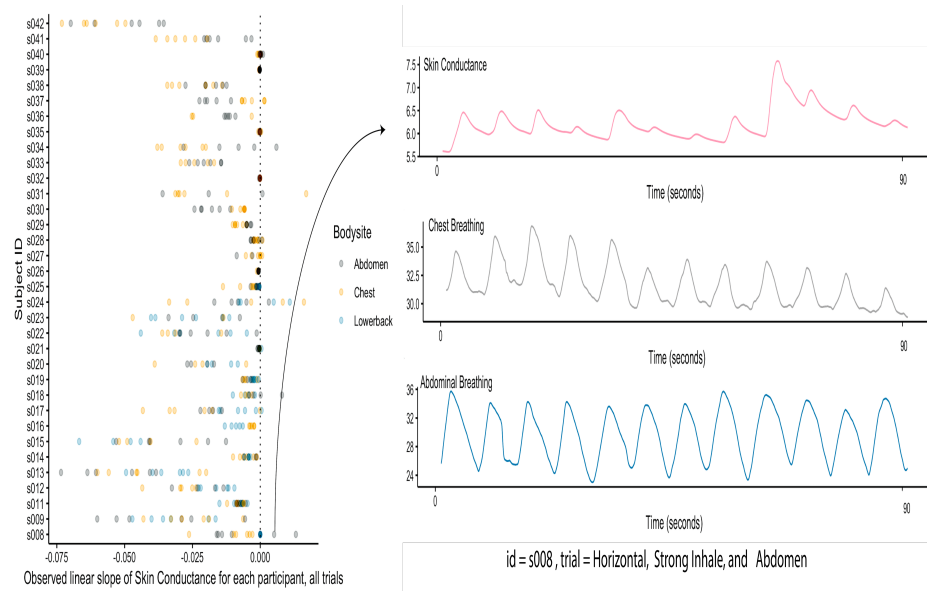 Subject ID
s042
s041
s040
s039
s038
s037
s036
s035
s034
s033
s032
s031
s030
s029
s028
s027
s026
s025
s024
s023
s022
s021
s020
s019
s018
s017
s016
s015
s014
s013
s012
s011
s009
s008
-0.075 -0.050 -0.025 0.000
Observed linear slope of Skin Conductance for each participant, all trials
Bodysite
Abdomen
Chest
Lowerback
Skin Conductance
7.5
7.0
6.5
6.0
5.5
0 90
Time (seconds)
Chest Breathing
35.0
32.5
30.0
0 90
Time (seconds)
Abdominal Breathing
36
32
28
24
0 90
Time (seconds)
id = s008 , trial = Horizontal, Strong Inhale, and Abdomen